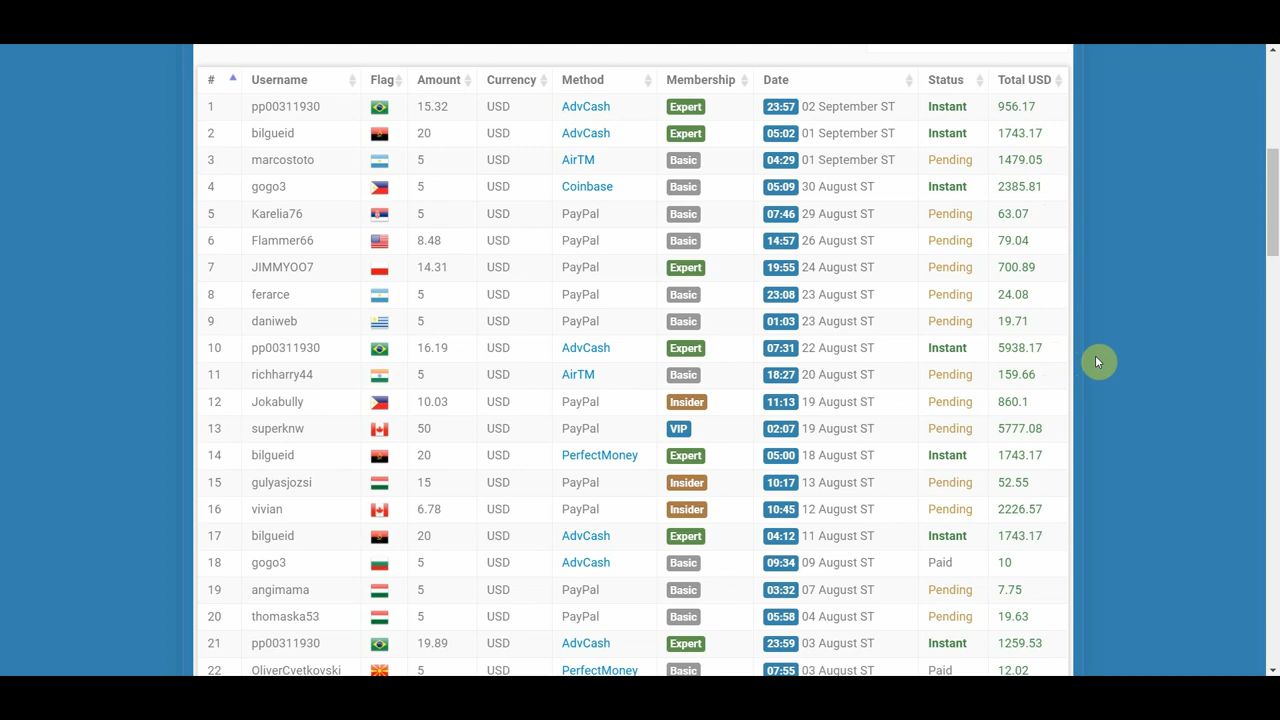 # Username Flag Amount Currency Method Membership Date Status Total USD
1 pp00311930 15.32 USD AdvCash Expert 23:57 02 September ST Instant 956.17
2 bilgueid 20 USD AdvCash Expert 05:02 01 September ST Instant 1743.17
3 marcostoto 5 USD AirTM Basic 04:29 01 September ST Pending 1479.05
4 gogo3 5 USD Coinbase Basic 05:09 30 August ST Instant 2385.81
5 Karelia76 5 USD PayPal Basic 07:46 29 August ST Pending 63.07
6 Flammer66 8.48 USD PayPal Basic 14:57 26 August ST Pending 79.04
7 JIMMYOO7 14.31 USD PayPal Expert 19:55 24 August ST Pending 700.89
8 ferarce 5 USD PayPal Basic 23:08 23 August ST Pending 24.08
9 daniweb 5 USD PayPal Basic 01:03 23 August ST Pending 19.71
10 pp00311930 16.19 USD AdvCash Expert 07:31 22 August ST Instant 5938.17
11 richharry44 5 USD AirTM Basic 18:27 20 August ST Pending 159.66
12 Jokabully 10.03 USD PayPal Insider 11:13 19 August ST Pending 860.1
13 superknw 50 USD PayPal VIP 02:07 19 August ST Pending 5777.08
14 bilgueid 20 USD PerfectMoney Expert 05:00 18 August ST Instant 1743.17
15 gulyasjozsi 15 USD PayPal Insider 10:17 13 August ST Pending 52.55
16 vivian 6.78 USD PayPal Insider 10:45 12 August ST Pending 2226.57
17 bilgueid 20 USD AdvCash Expert 04:12 11 August ST Instant 1743.17
18 gogo3 5 USD AdvCash Basic 09:34 09 August ST Paid 10
19 angimama 5 USD PayPal Basic 03:32 07 August ST Pending 7.75
20 thomaska53 5 USD PayPal Basic 05:58 04 August ST Pending 19.63
21 pp00311930 19.89 USD AdvCash Expert 23:59 03 August ST Instant 1259.53
22 OliverCvetkovski 5 USD PerfectMoney Basic 07:55 03 August ST Paid 12.02